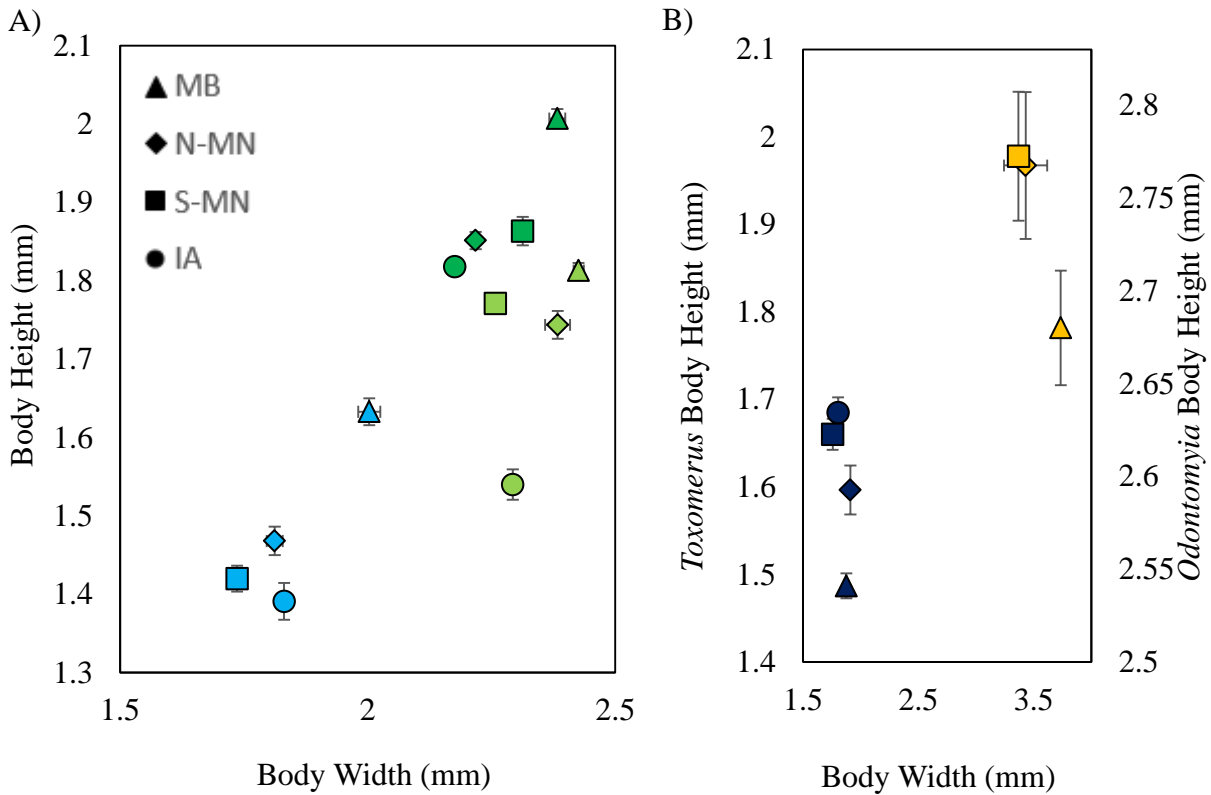 A)
2.1
2
1.9
1.8
1.7
1.6
1.5
1.4
1.3
Body Height (mm)
MB
N-MN
S-MN
IA
1.5
2
2.5
Body Width (mm)
B)
2.1
2
1.9
1.8
1.7
1.6
1.5
1.4
Toxomerus Body Height (mm)
2.8
2.75
2.7
2.65
2.6
2.55
2.5
Odontomyia Body Height (mm)
1.5
2.5
3.5
Body Width (mm)